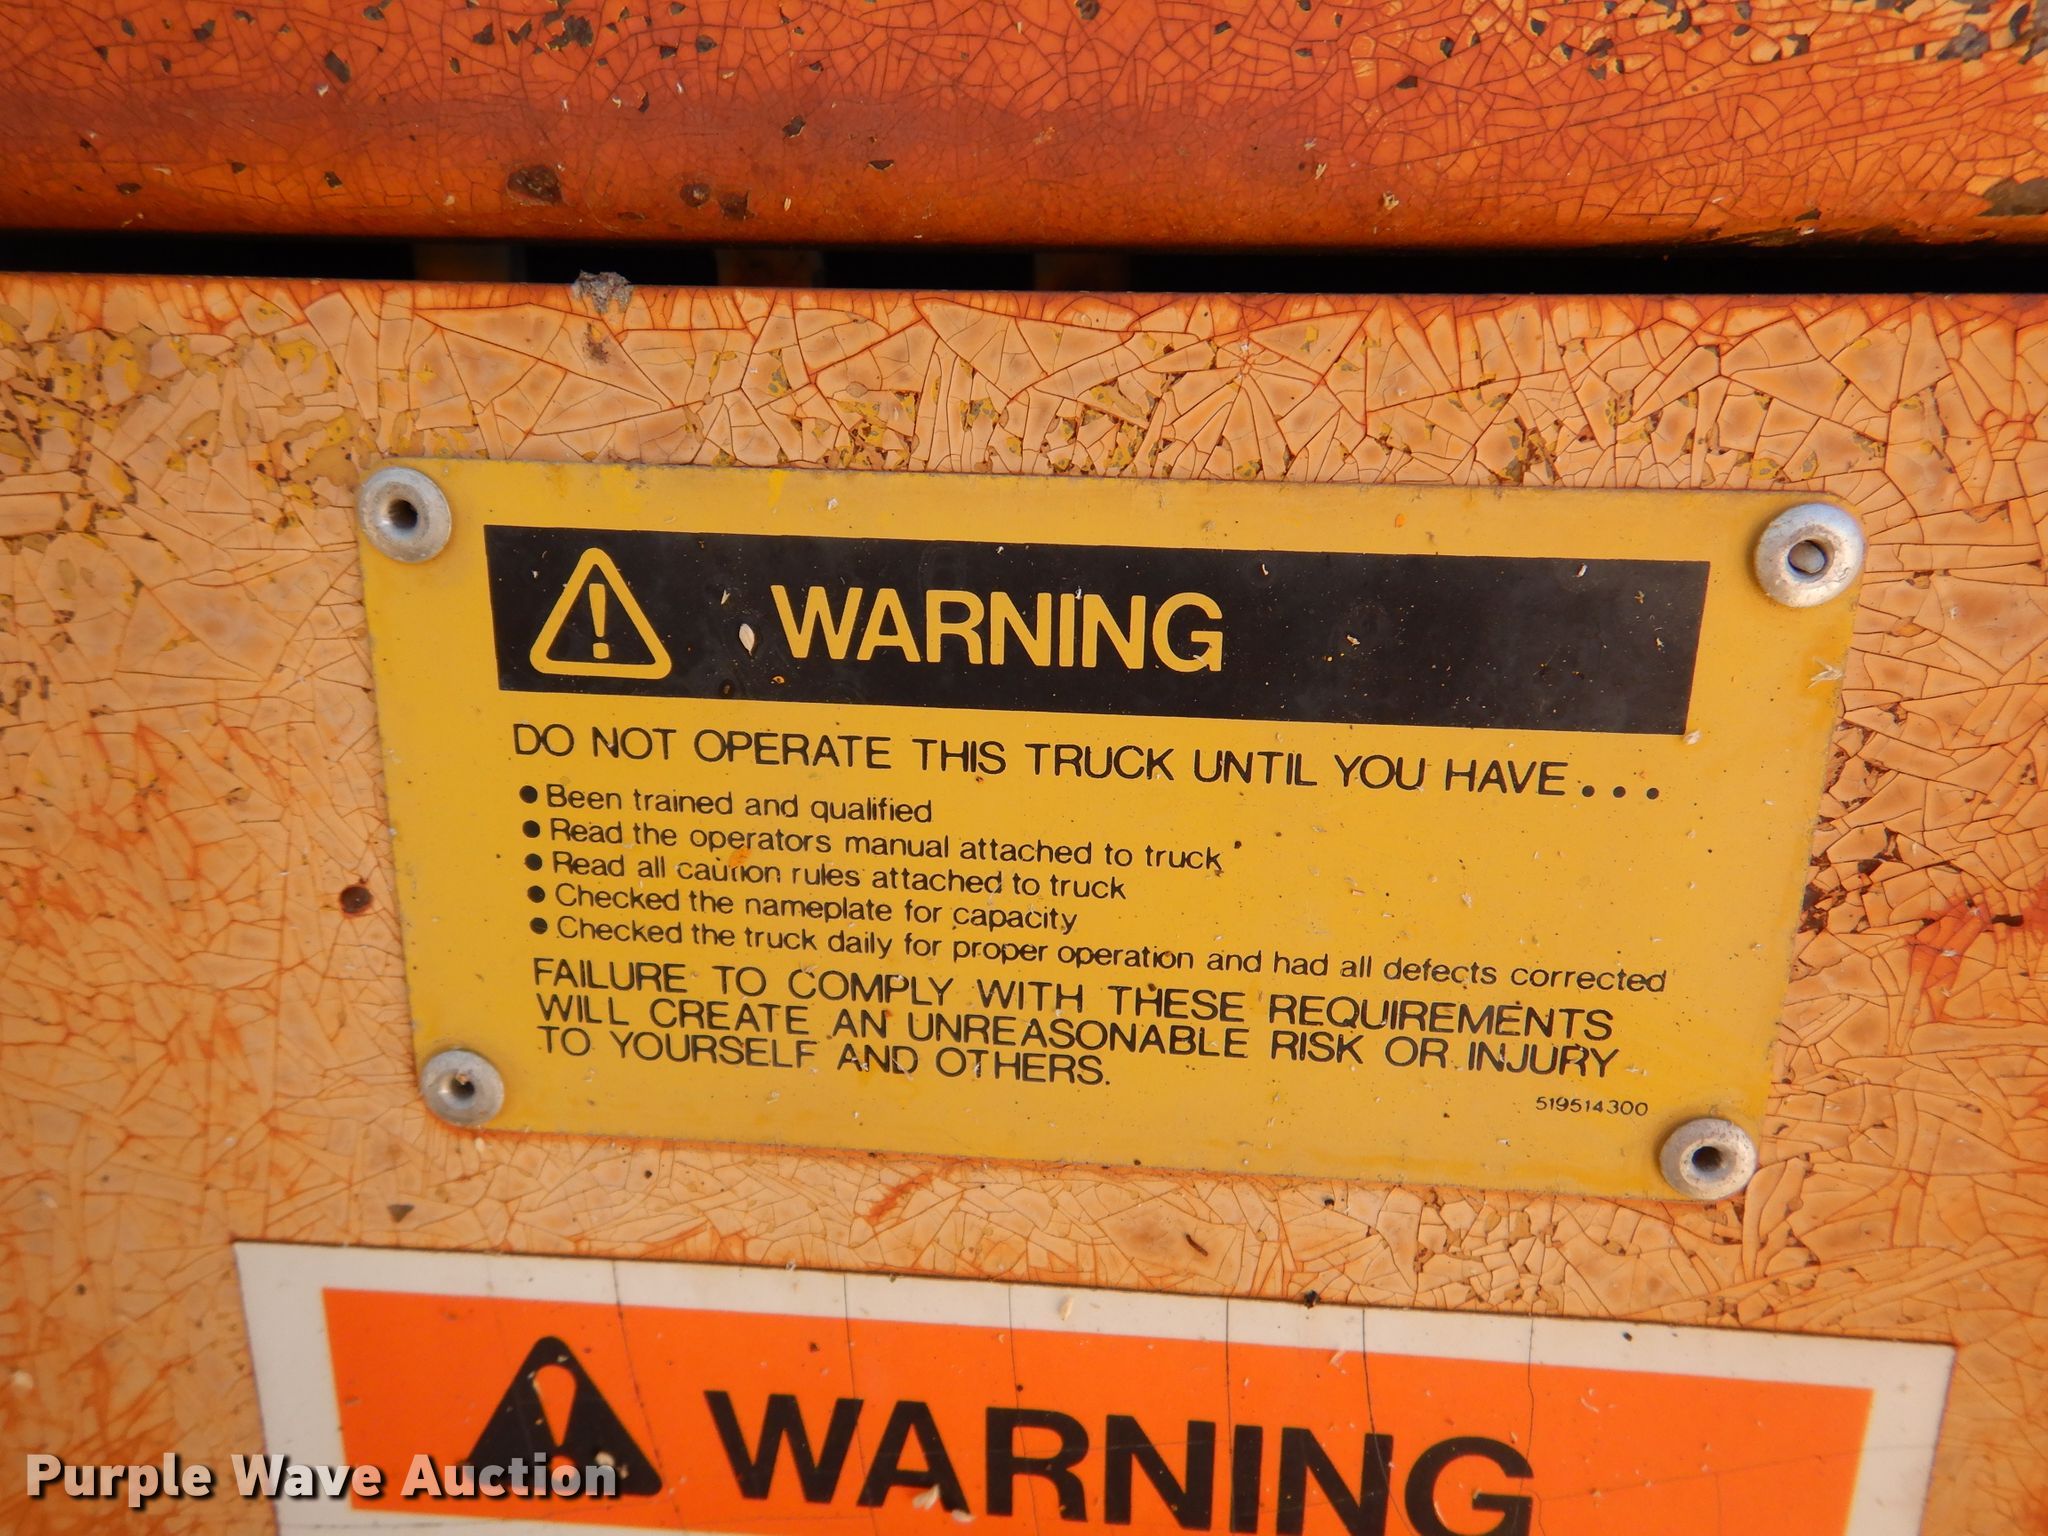 WARNING
DO NOT OPERATE THIS TRUCK UNTIL YOU HAVE...
• Been trained and qualified
• Read the operators manual attached to truck
• Read all caution rules attached to truck
• Checked the nameplate for capacity
• Checked the truck daily for proper operation and had all defects corrected
FAILURE TO COMPLY WITH THESE REQUIREMENTS
WILL CREATE AN UNREASONABLE RISK OR INJURY
TO YOURSELF AND OTHERS.
519514300
WARNING
Purple Wave Auction